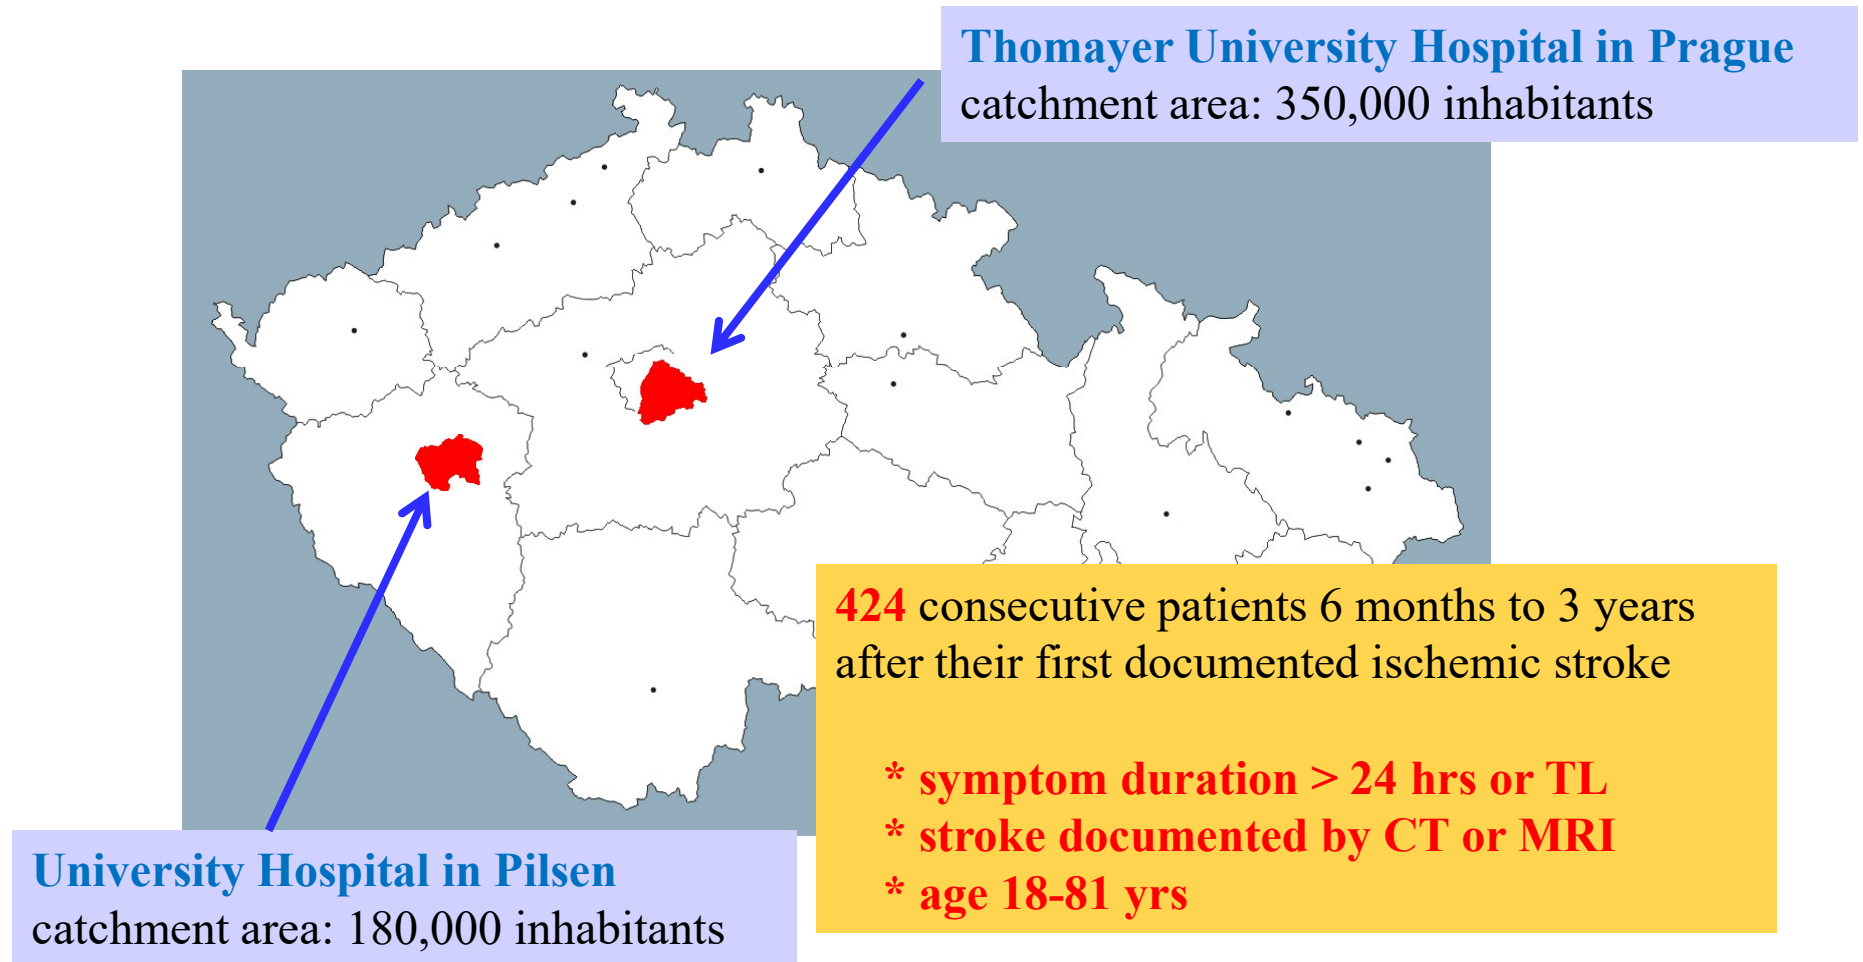 Thomayer University Hospital in Prague
catchment area: 350,000 inhabitants
424 consecutive patients 6 months to 3 years
after their first documented ischemic stroke
* symptom duration > 24 hrs or TL
* stroke documented by CT or MRI
* age 18-81 yrs
University Hospital in Pilsen
catchment area: 180,000 inhabitants